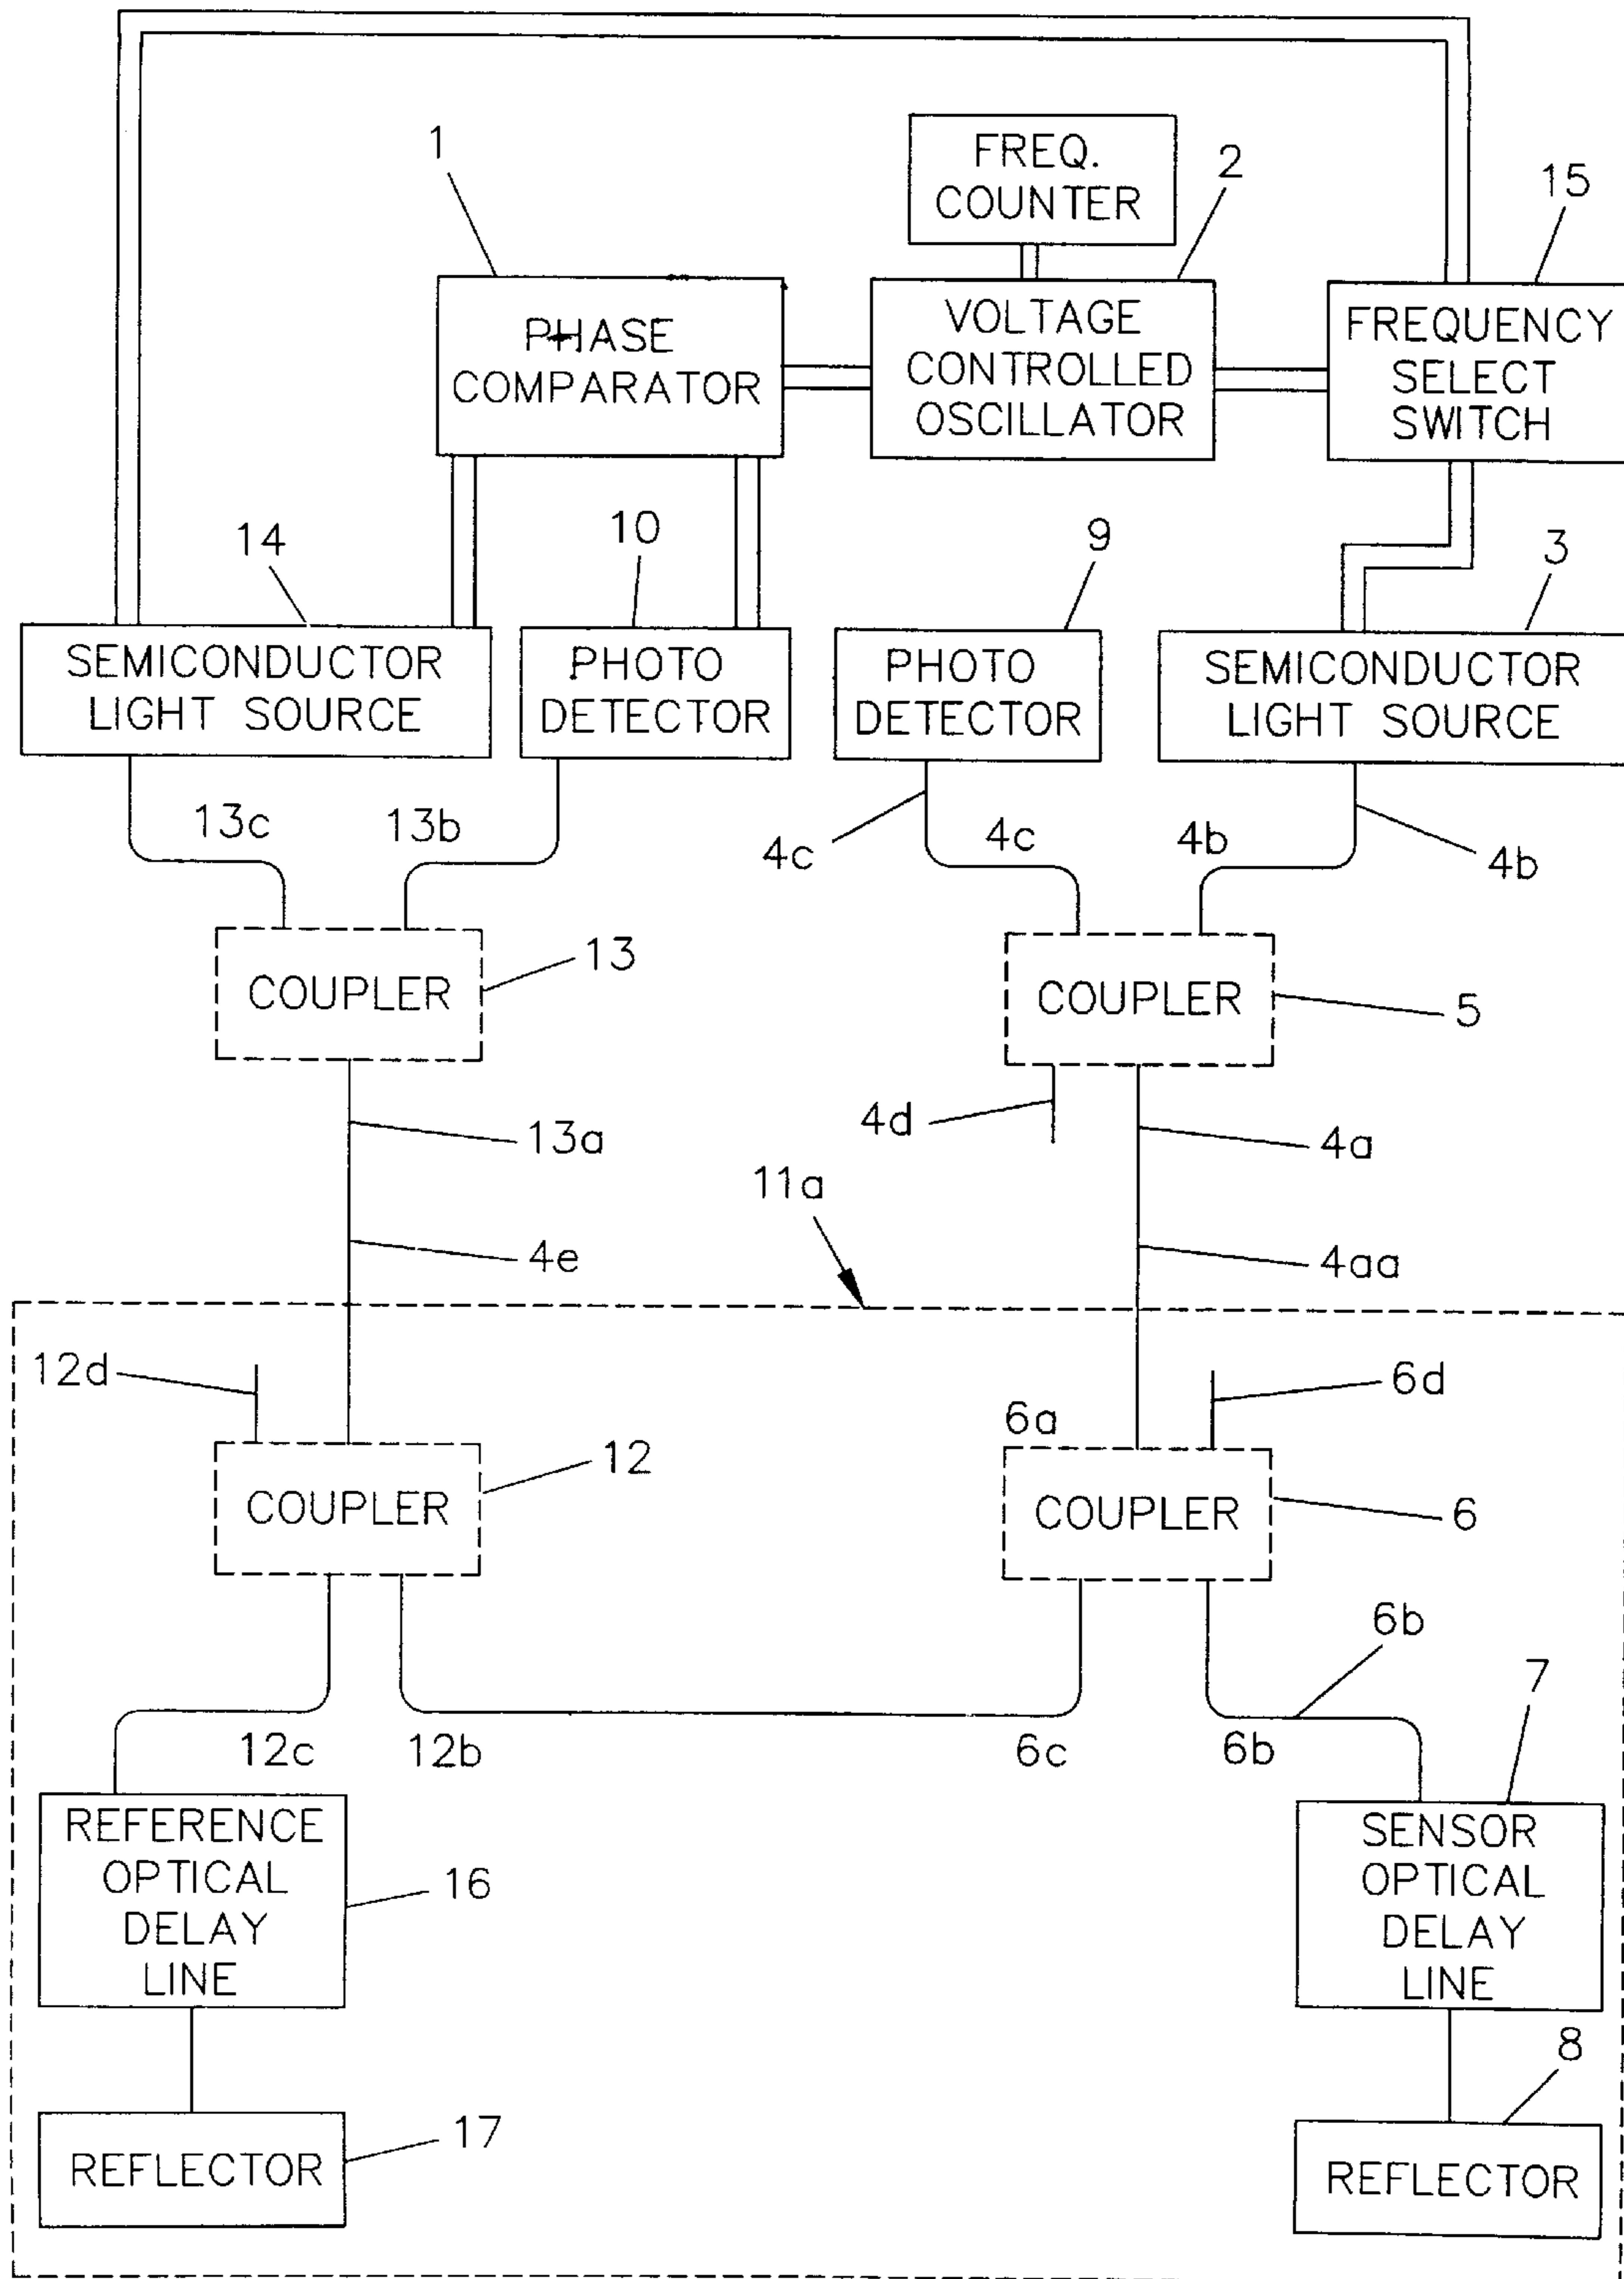 1
FREQ.
COUNTER
2
15
PHASE
COMPARATOR
VOLTAGE
CONTROLLED
OSCILLATOR
FREQUENCY
SELECT
SWITCH
14
10
9
3
SEMICONDUCTOR
LIGHT SOURCE
PHOTO
DETECTOR
PHOTO
DETECTOR
SEMICONDUCTOR
LIGHT SOURCE
13c
13b
4c
4c
4b
4b
COUPLER
13
COUPLER
5
13a
4d
4a
11a
4e
4aa
12d
6d
6a
COUPLER
12
COUPLER
6
6b
7
12c
12b
6c
6b
REFERENCE
OPTICAL
DELAY
LINE
16
SENSOR
OPTICAL
DELAY
LINE
8
REFLECTOR
17
REFLECTOR